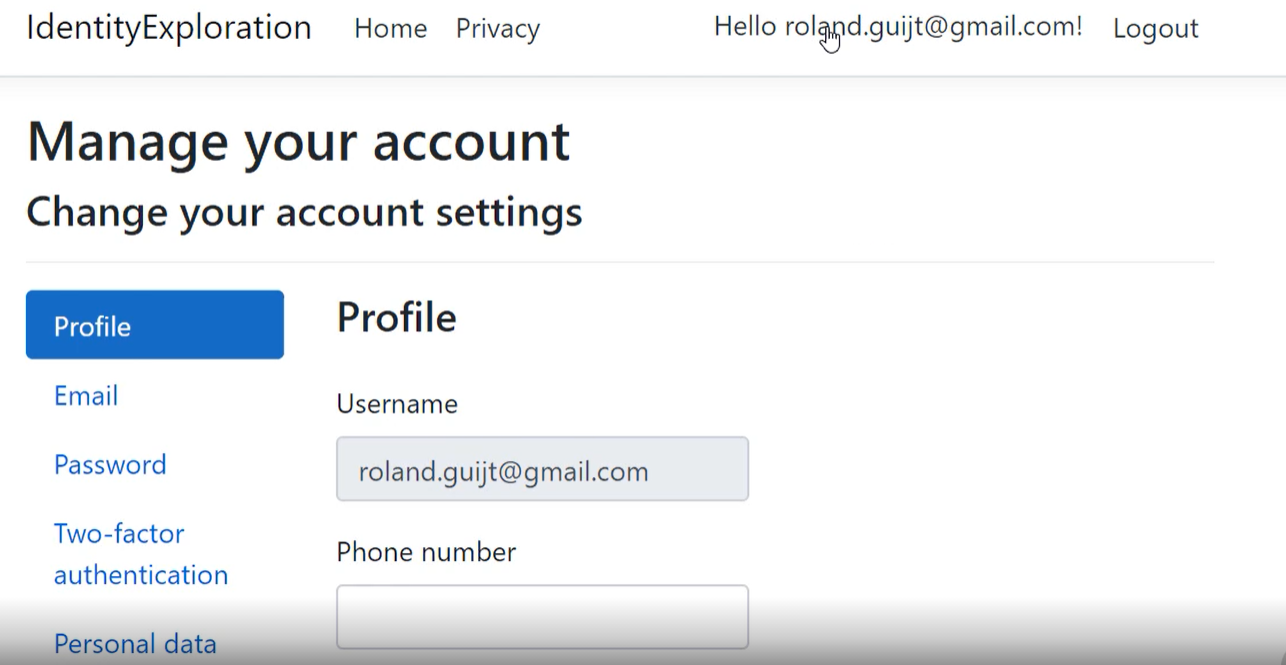 IdentityExploration Home Privacy Hello roland.guijt@gmail.com! Logout
Manage your account
Change your account settings
Profile
Email
Password
Two-factor
authentication
Personal data
Profile
Username
roland.guijt@gmail.com
Phone number